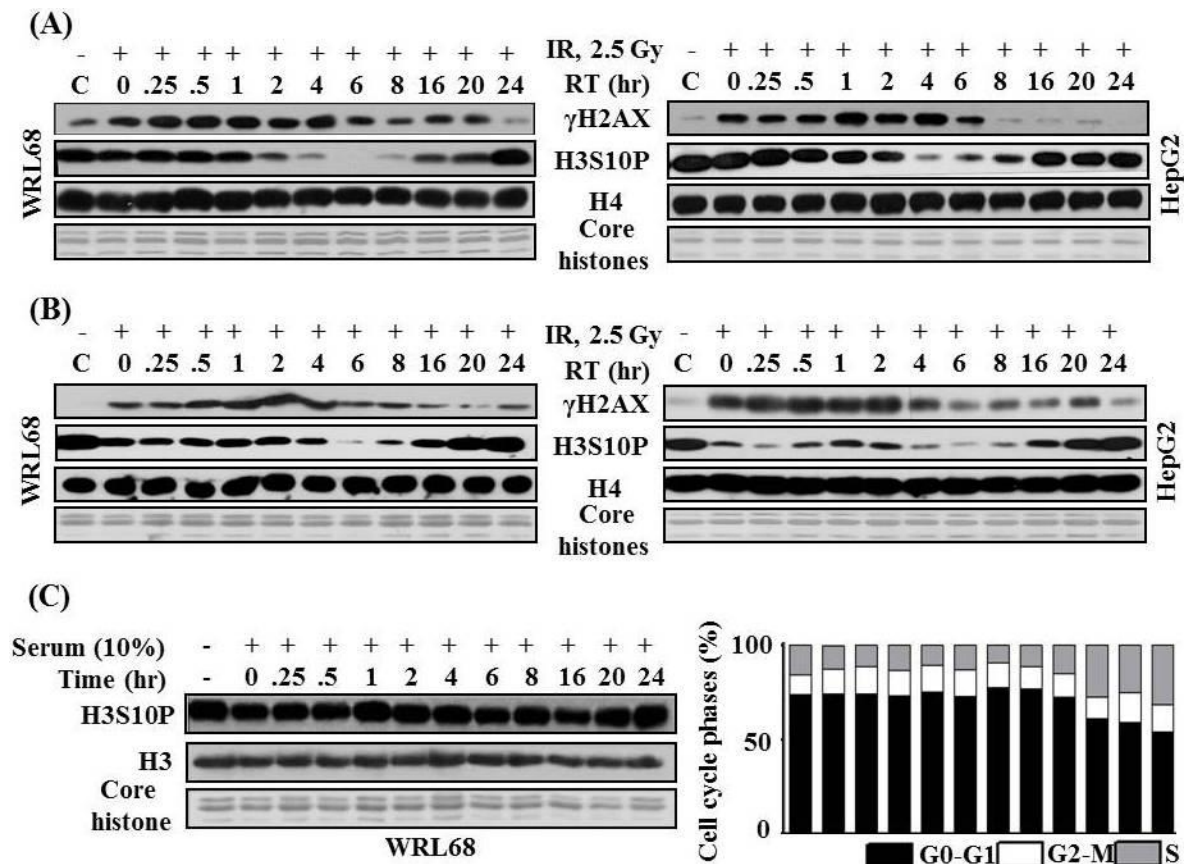 (A)
- + + + + + + + + + + + IR, 2.5 Gy - + + + + + + + + + + +
C 0 .25 .5 1 2 4 6 8 16 20 24 RT (hr) C 0 .25 .5 1 2 4 6 8 16 20 24
WRL68
γH2AX
H3S10P
H4
Core
histones
HepG2
(B)
- + + + + + + + + + + + IR, 2.5 Gy - + + + + + + + + + + +
C 0 .25 .5 1 2 4 6 8 16 20 24 RT (hr) C 0 .25 .5 1 2 4 6 8 16 20 24
WRL68
γH2AX
H3S10P
H4
Core
histones
HepG2
(C)
Serum (10%) - + + + + + + + + + + +
Time (hr) - 0 .25 .5 1 2 4 6 8 16 20 24
H3S10P
H3
Core
histone
WRL68
Cell cycle phases (%)
100
50
0
G0-G1 G2-M S